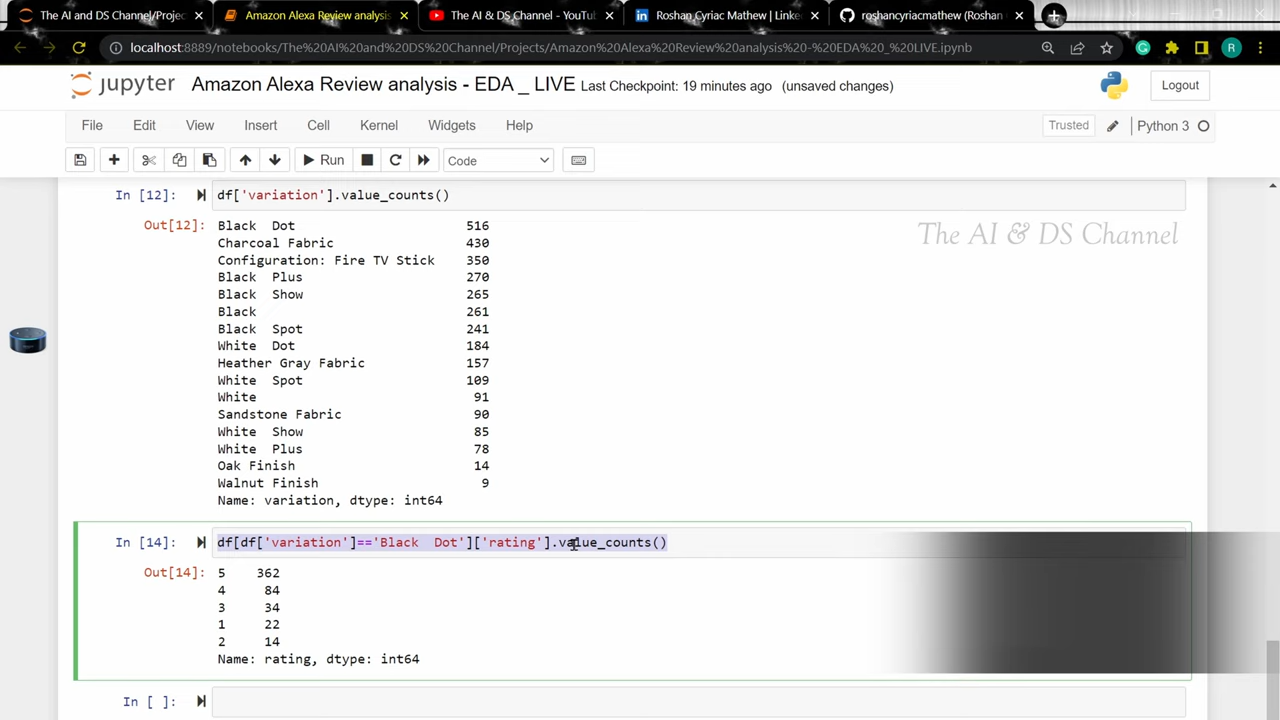 The AI and DS Channel/Projec
Amazon Alexa Review analysis
The AI & DS Channel - YouTu
Roshan Cyriac Mathew | Linke
roshancyriacmathew (Roshan
localhost:8889/notebooks/The%20AI%20and%20DS%20Channel/Projects/Amazon%20Alexa%20Review%20analysis%20-%20EDA%20_%20LIVE.ipynb
R
jupyter Amazon Alexa Review analysis - EDA _ LIVE Last Checkpoint: 19 minutes ago (unsaved changes)
Logout
File Edit View Insert Cell Kernel Widgets Help
Trusted Python 3
Run Code
In [12]: df['variation'].value_counts()
The AI & DS Channel
Out[12]: Black  Dot 516
Charcoal Fabric 430
Configuration: Fire TV Stick 350
Black  Plus 270
Black  Show 265
Black 261
Black  Spot 241
White  Dot 184
Heather Gray Fabric 157
White  Spot 109
White 91
Sandstone Fabric 90
White  Show 85
White  Plus 78
Oak Finish 14
Walnut Finish 9
Name: variation, dtype: int64
In [14]: df[df['variation']=='Black  Dot']['rating'].value_counts()
Out[14]: 5 362
4 84
3 34
1 22
2 14
Name: rating, dtype: int64
In [ ]: